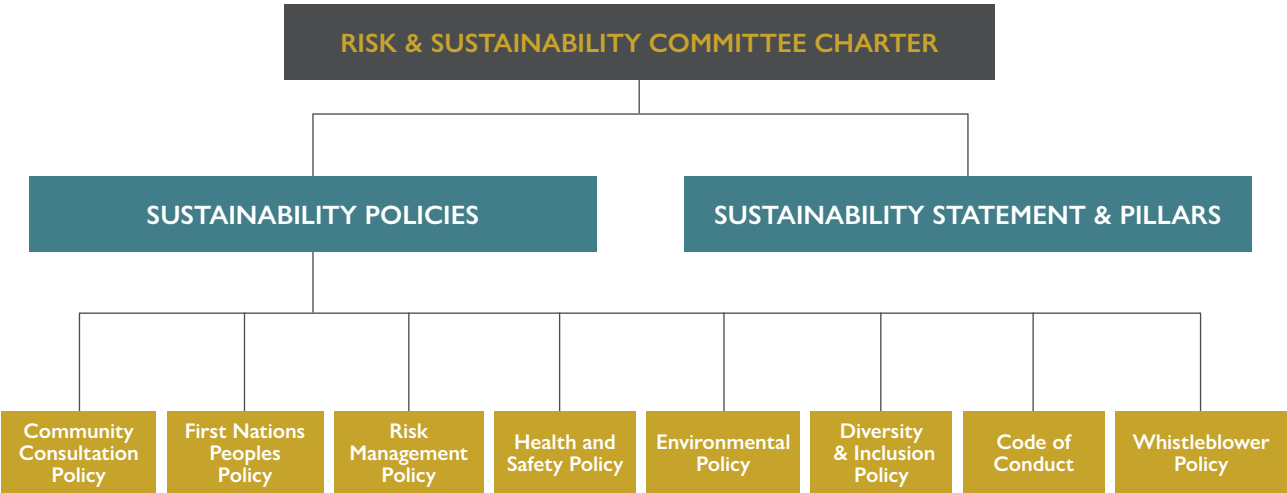 RISK & SUSTAINABILITY COMMITTEE CHARTER
SUSTAINABILITY POLICIES
SUSTAINABILITY STATEMENT & PILLARS
Community
Consultation
Policy
First Nations
Peoples
Policy
Risk
Management
Policy
Health and
Safety Policy
Environmental
Policy
Diversity
& Inclusion
Policy
Code of
Conduct
Whistleblower
Policy